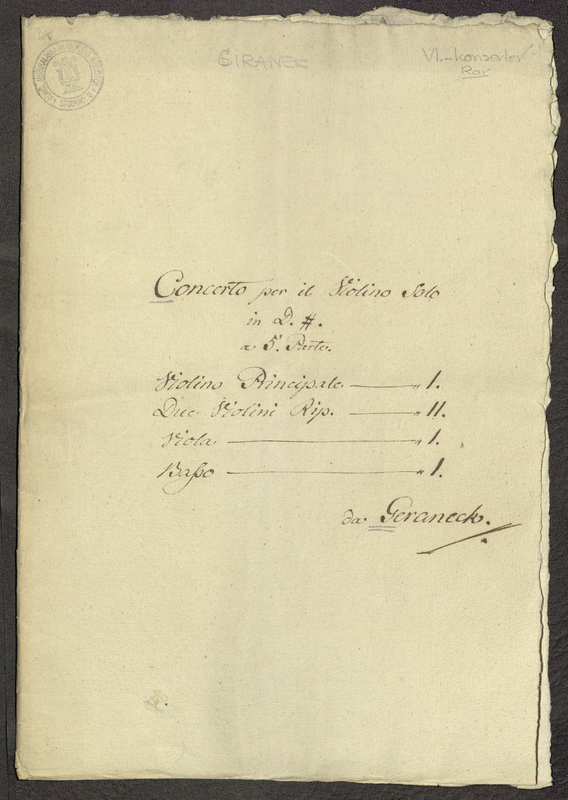 GIRANEK
Vl.-konserter
Rar
Concerto per il Violino Solo
in D. #.
a 5. Parte.
Violino Principale — " 1.
Due Violini Rip. — " 11.
Viola — " 1.
Baſso — " 1.
da Geraneck.